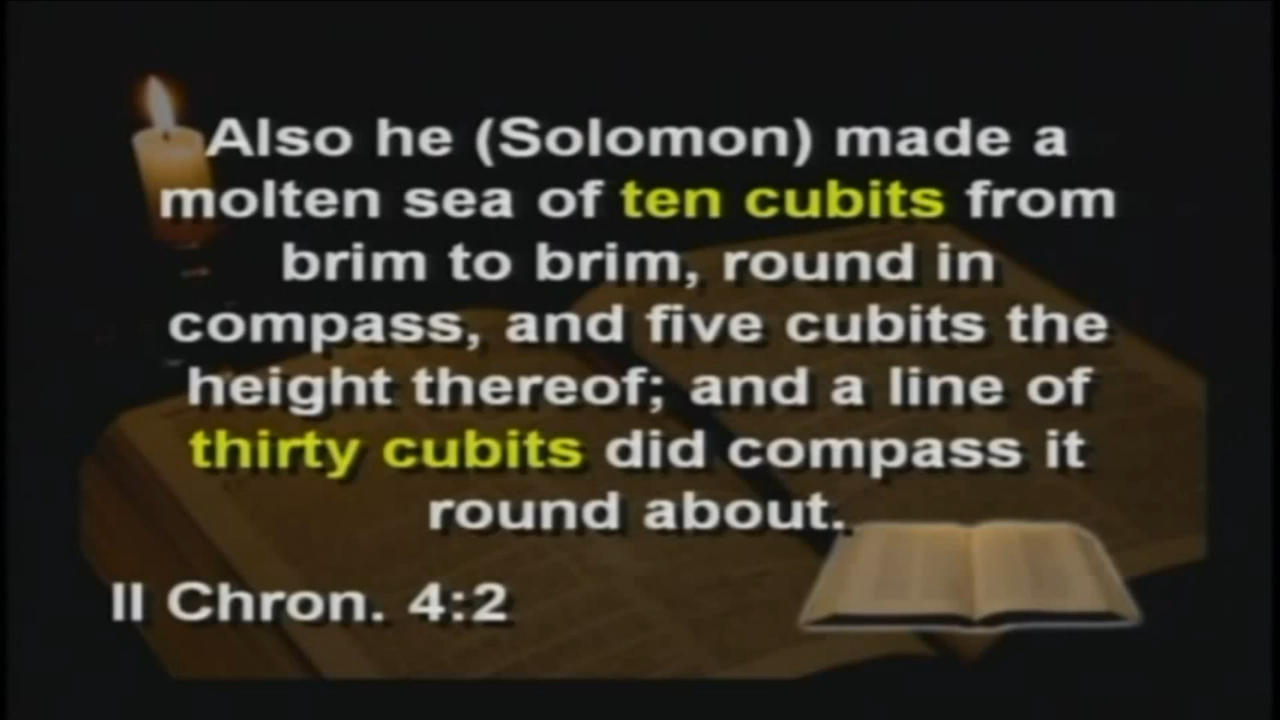 Also he (Solomon) made a
molten sea of ten cubits from
brim to brim, round in
compass, and five cubits the
height thereof; and a line of
thirty cubits did compass it
round about.
II Chron. 4:2